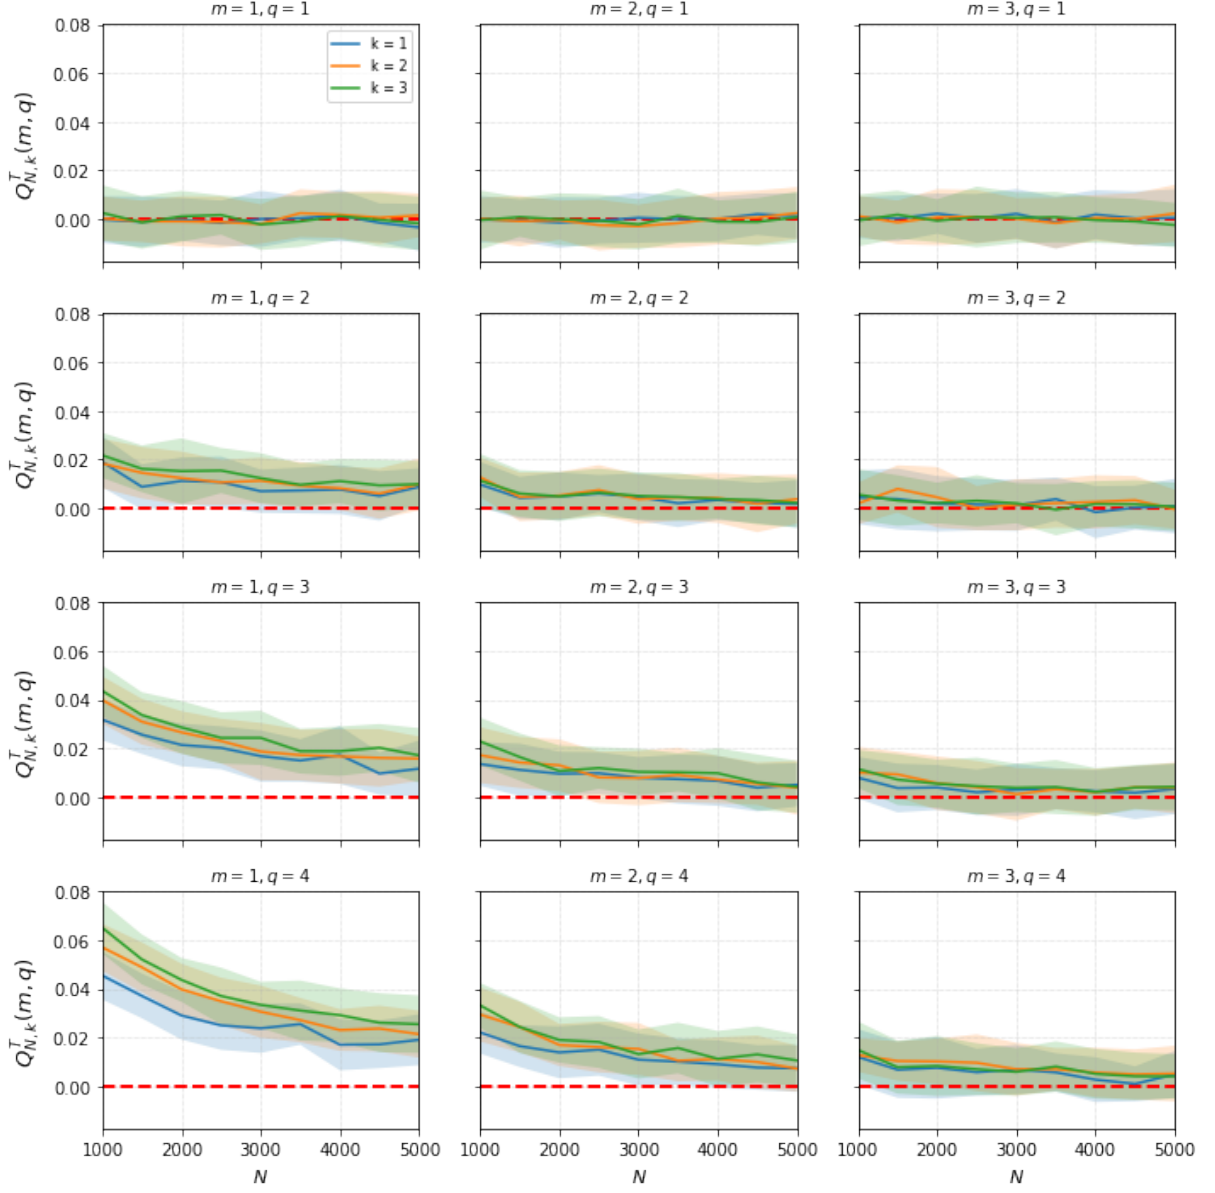 m = 1, q = 1
m = 2, q = 1
m = 3, q = 1
0.08
0.06
0.04
0.02
0.00
Q^T_{N,k}(m, q)
k = 1
k = 2
k = 3
m = 1, q = 2
m = 2, q = 2
m = 3, q = 2
0.08
0.06
0.04
0.02
0.00
Q^T_{N,k}(m, q)
m = 1, q = 3
m = 2, q = 3
m = 3, q = 3
0.08
0.06
0.04
0.02
0.00
Q^T_{N,k}(m, q)
m = 1, q = 4
m = 2, q = 4
m = 3, q = 4
0.08
0.06
0.04
0.02
0.00
Q^T_{N,k}(m, q)
1000 2000 3000 4000 5000
1000 2000 3000 4000 5000
1000 2000 3000 4000 5000
N
N
N